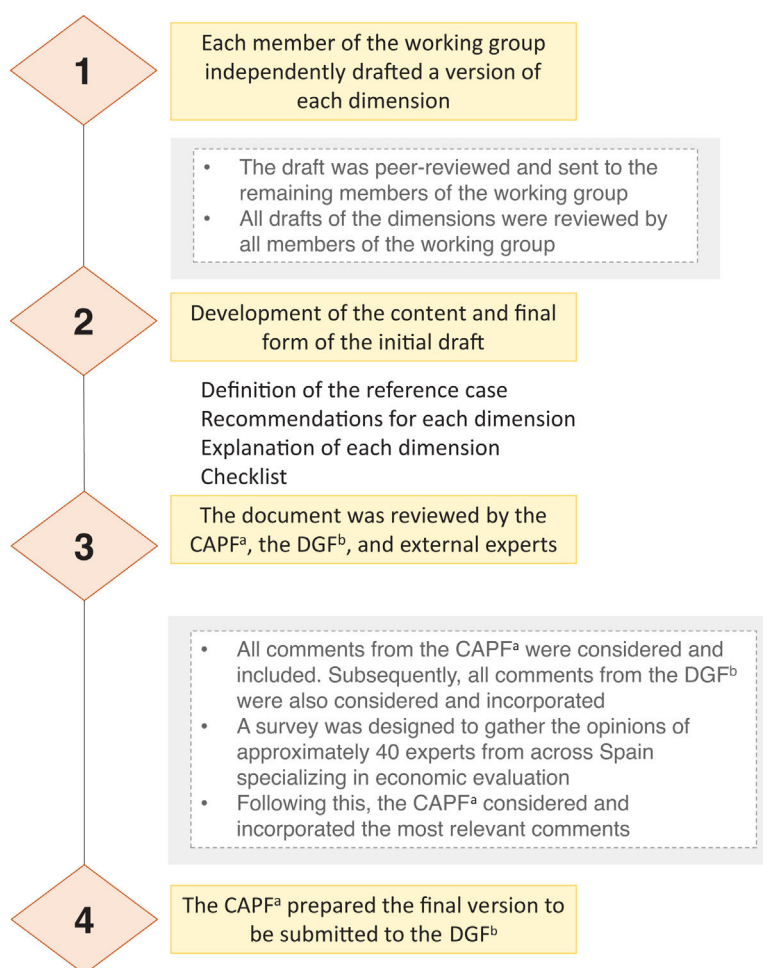 1
Each member of the working group
independently drafted a version of
each dimension
• The draft was peer-reviewed and sent to the
remaining members of the working group
• All drafts of the dimensions were reviewed by
all members of the working group
2
Development of the content and final
form of the initial draft
Definition of the reference case
Recommendations for each dimension
Explanation of each dimension
Checklist
3
The document was reviewed by the
CAPFᵃ, the DGFᵇ, and external experts
• All comments from the CAPFᵃ were considered and
included. Subsequently, all comments from the DGFᵇ
were also considered and incorporated
• A survey was designed to gather the opinions of
approximately 40 experts from across Spain
specializing in economic evaluation
• Following this, the CAPFᵃ considered and
incorporated the most relevant comments
4
The CAPFᵃ prepared the final version to
be submitted to the DGFᵇ